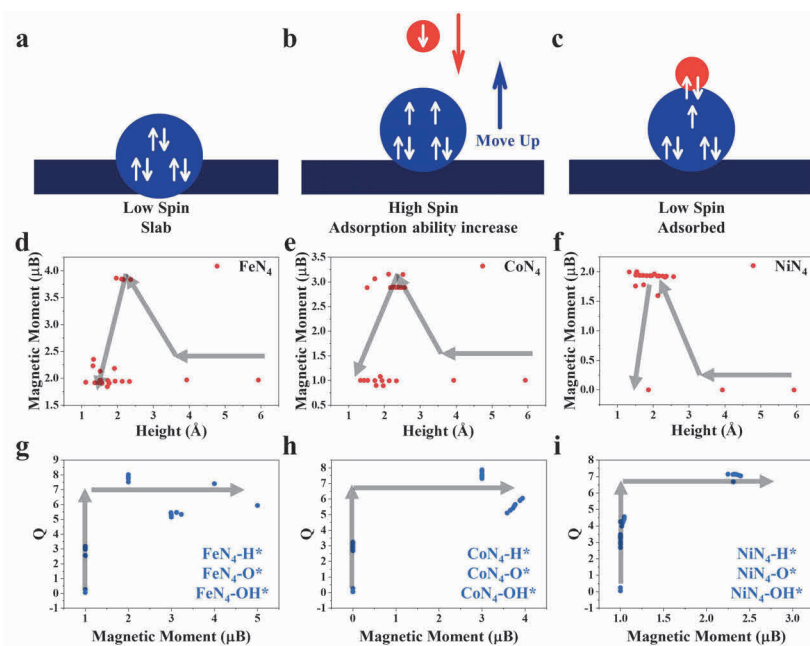 a
b
c
Move Up
Low Spin
Slab
High Spin
Adsorption ability increase
Low Spin
Adsorbed
d
4.0
3.5
3.0
2.5
2.0
1.5
1
2
3
4
5
6
FeN4
Magnetic Moment (μB)
Height (Å)
e
3.5
3.0
2.5
2.0
1.5
1.0
0.5
1
2
3
4
5
6
CoN4
Magnetic Moment (μB)
Height (Å)
f
2.0
1.5
1.0
0.5
0.0
1
2
3
4
5
6
NiN4
Magnetic Moment (μB)
Height (Å)
g
9
8
7
6
5
4
3
2
1
0
-1
1
2
3
4
5
Q
FeN4-H*
FeN4-O*
FeN4-OH*
Magnetic Moment (μB)
h
9
8
7
6
5
4
3
2
1
0
-1
0
1
2
3
4
Q
CoN4-H*
CoN4-O*
CoN4-OH*
Magnetic Moment (μB)
i
8
7
6
5
4
3
2
1
0
-1
1.0
1.5
2.0
2.5
3.0
Q
NiN4-H*
NiN4-O*
NiN4-OH*
Magnetic Moment (μB)